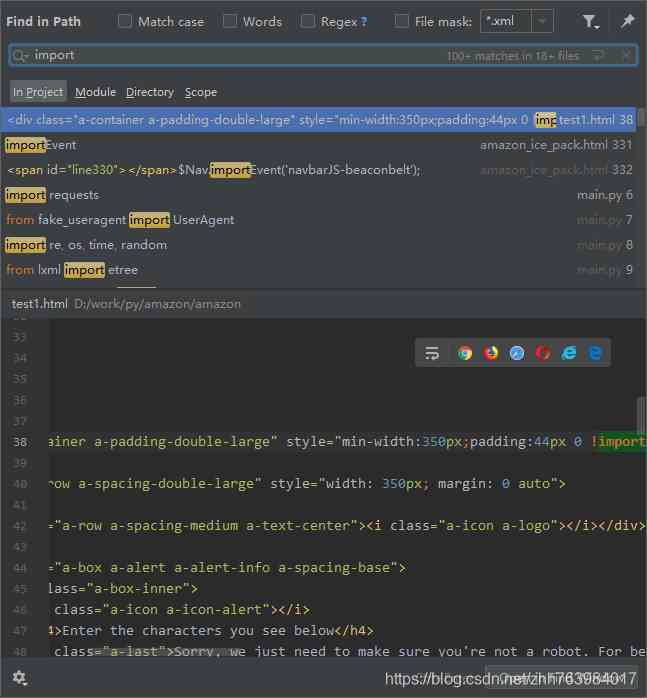 Find in Path Match case Words Regex ? File mask: *.xml
import 100+ matches in 18+ files
In Project Module Directory Scope
<div class="a-container a-padding-double-large" style="min-width:350px;padding:44px 0 imp test1.html 38
importEvent amazon_ice_pack.html 331
<span id="line330"></span>$Nav.importEvent('navbarJS-beaconbelt'); amazon_ice_pack.html 332
import requests main.py 6
from fake_useragent import UserAgent main.py 7
import re, os, time, random main.py 8
from lxml import etree main.py 9
test1.html D:/work/py/amazon/amazon
33
34
35
36
37
38 ainer a-padding-double-large" style="min-width:350px;padding:44px 0 !import
39
40 row a-spacing-double-large" style="width: 350px; margin: 0 auto">
41
42 ="a-row a-spacing-medium a-text-center"><i class="a-icon a-logo"></i></div>
43
44 ="a-box a-alert a-alert-info a-spacing-base">
45 lass="a-box-inner">
46 class="a-icon a-icon-alert"></i>
47 4>Enter the characters you see below</h4>
48 class="a-last">Sorry, we just need to make sure you're not a robot. For be
https://blog.csdn.net/zhh763984017